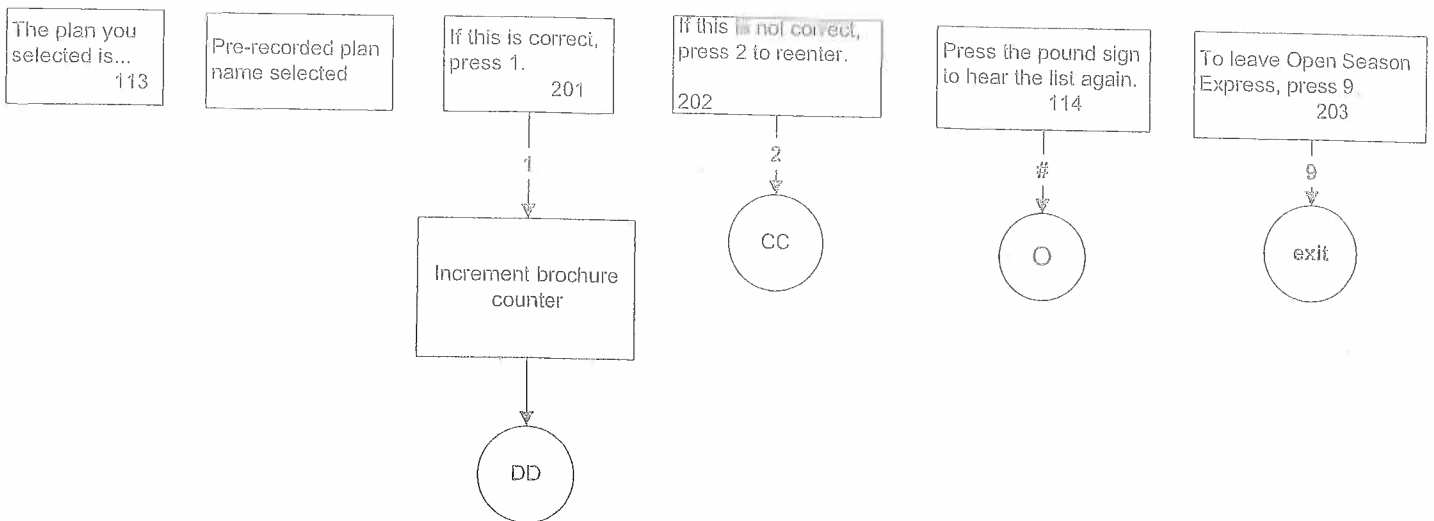 The plan you
selected is...
113
Pre-recorded plan
name selected
If this is correct,
press 1.
201
If this is not correct,
press 2 to reenter.
202
Press the pound sign
to hear the list again.
114
To leave Open Season
Express, press 9
203
1
2
#
9
Increment brochure
counter
CC
O
exit
DD